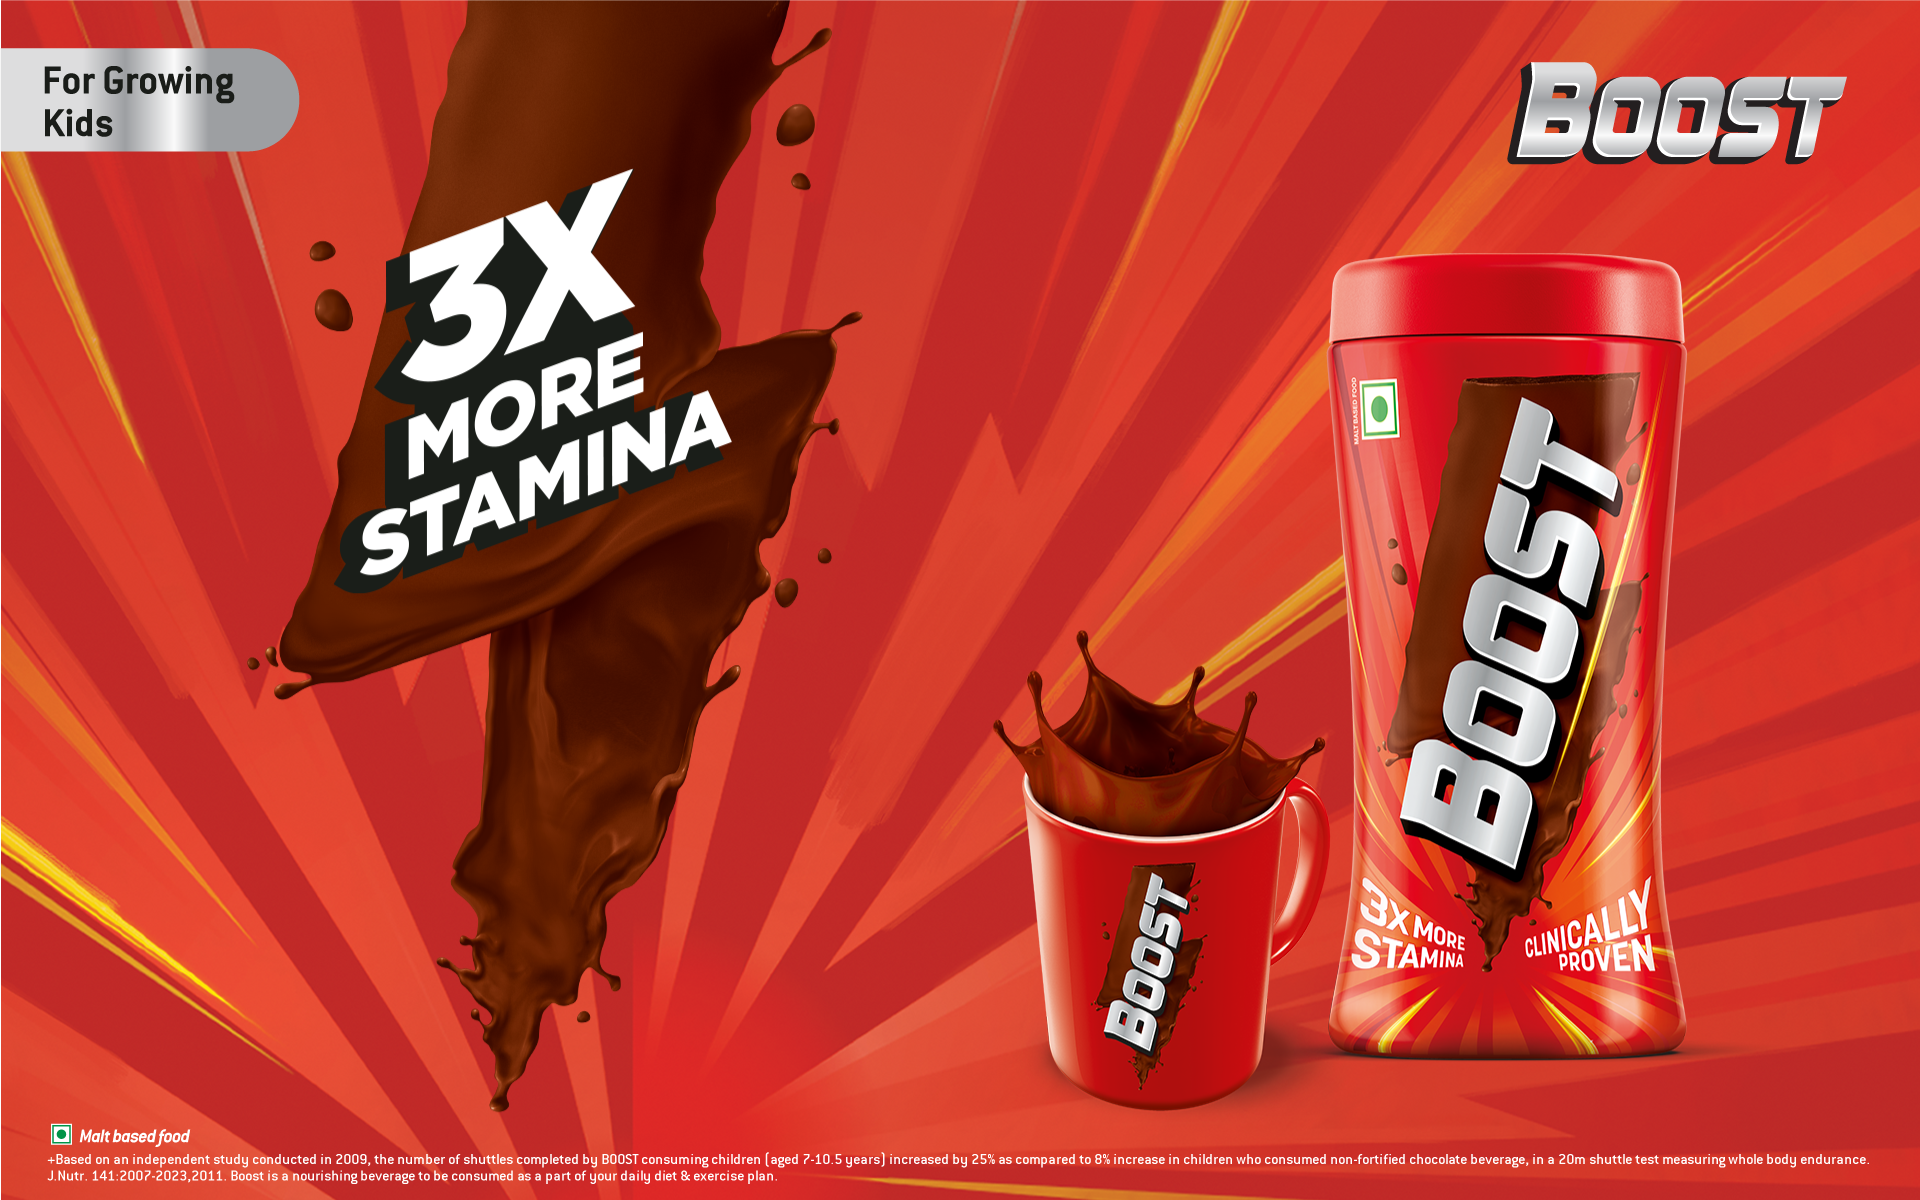 For Growing
Kids
BOOST
3X
MORE
STAMINA
MALT BASED FOOD
BOOST
3X MORE
STAMINA
CLINICALLY
PROVEN
BOOST
Malt based food
+Based on an independent study conducted in 2009, the number of shuttles completed by BOOST consuming children (aged 7-10.5 years) increased by 25% as compared to 8% increase in children who consumed non-fortified chocolate beverage, in a 20m shuttle test measuring whole body endurance.
J.Nutr. 141:2007-2023,2011. Boost is a nourishing beverage to be consumed as a part of your daily diet & exercise plan.